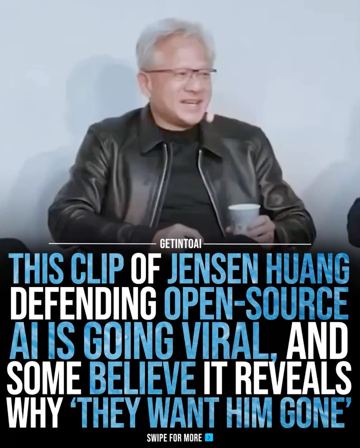 GETINTOAI
THIS CLIP OF JENSEN HUANG
DEFENDING OPEN-SOURCE
AI IS GOING VIRAL, AND
SOME BELIEVE IT REVEALS
WHY ‘THEY WANT HIM GONE’
SWIPE FOR MORE